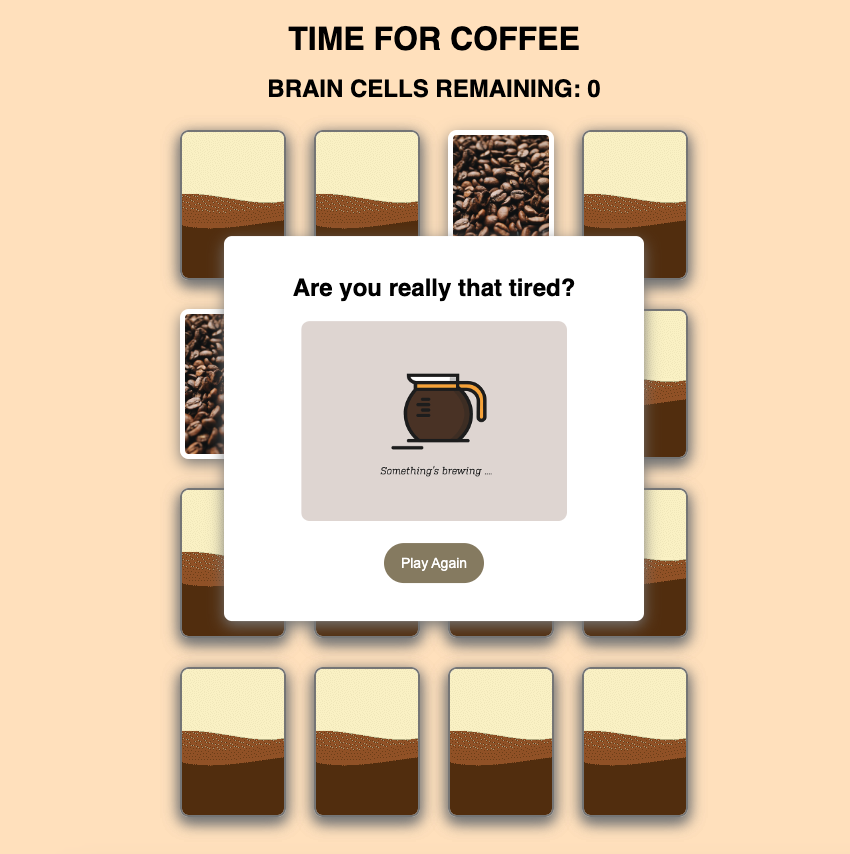 TIME FOR COFFEE
BRAIN CELLS REMAINING: 0
Are you really that tired?
Something's brewing ....
Play Again